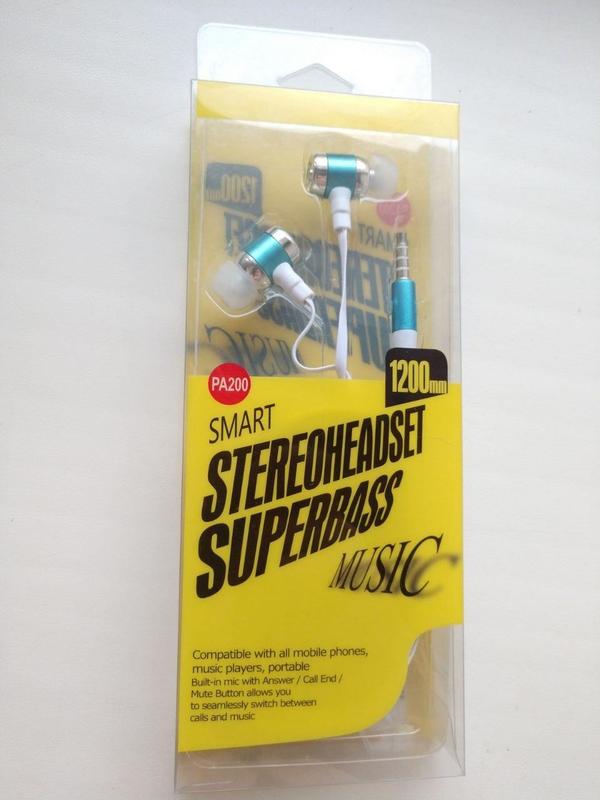 PA200
1200mm
SMART
STEREOHEADSET
SUPERBASS
MUSIC
Compatible with all mobile phones,
music players, portable
Built-in mic with Answer / Call End /
Mute Button allows you
to seamlessly switch between
calls and music